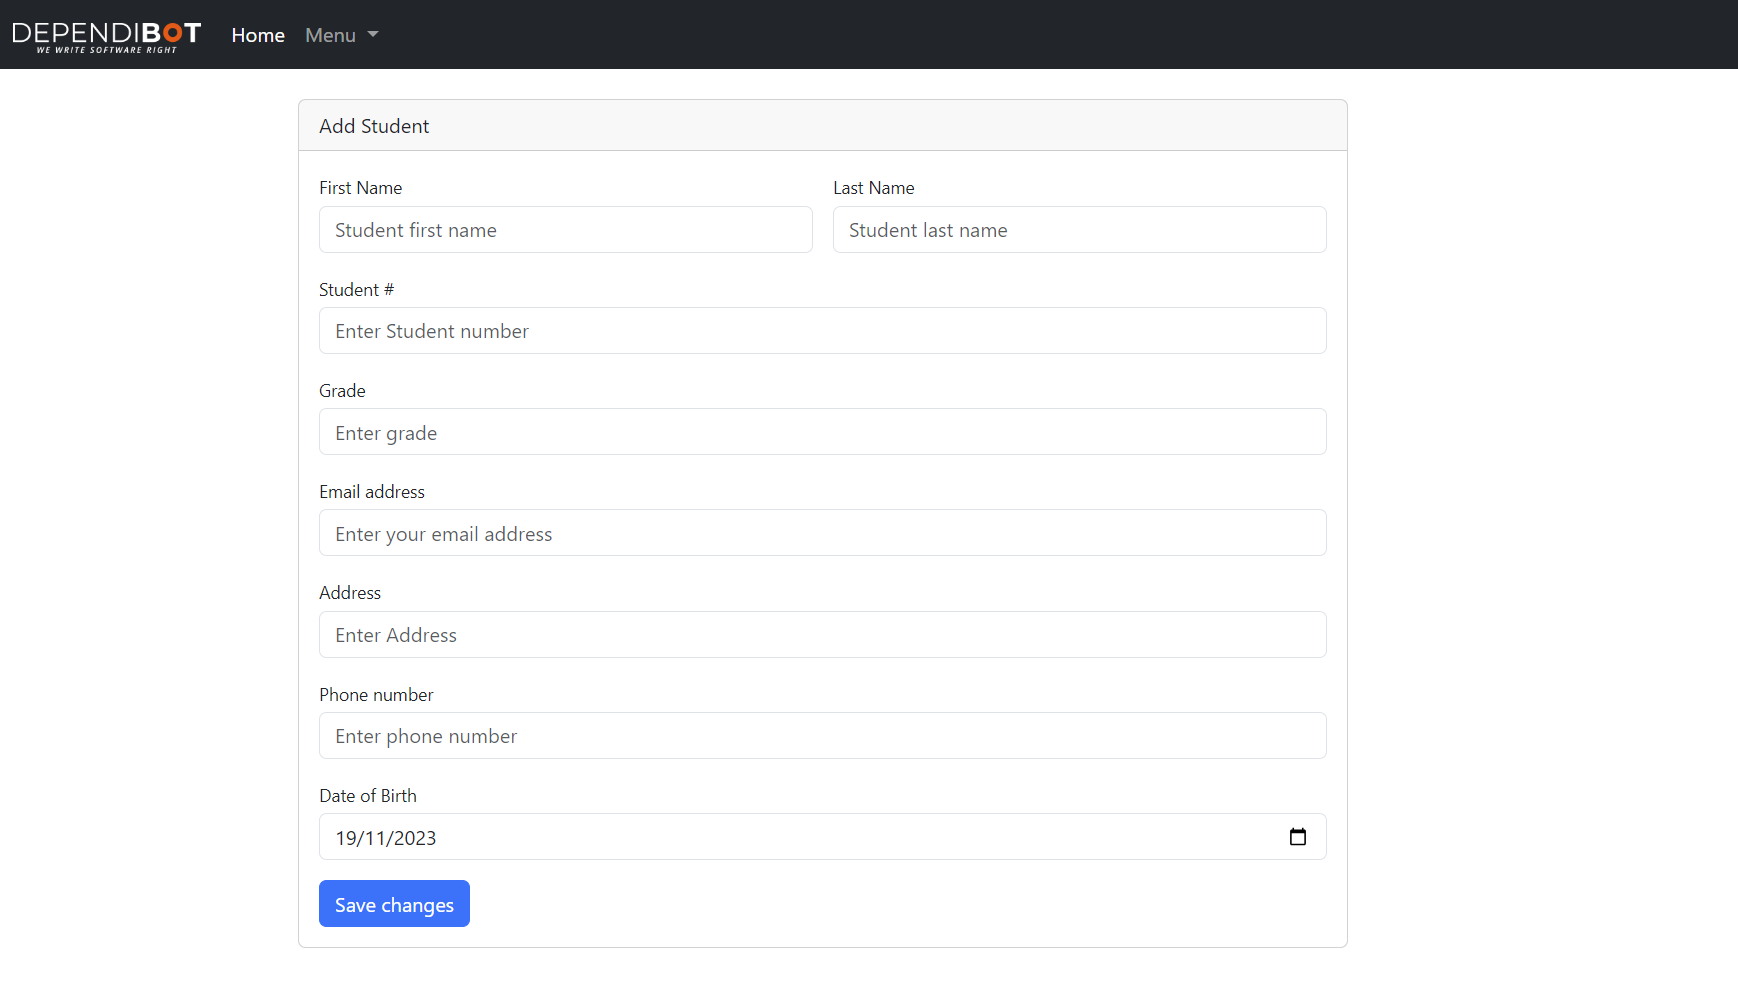 DEPENDIBOT
WE WRITE SOFTWARE RIGHT
Home Menu
Add Student
First Name Last Name
Student first name Student last name
Student #
Enter Student number
Grade
Enter grade
Email address
Enter your email address
Address
Enter Address
Phone number
Enter phone number
Date of Birth
19/11/2023
Save changes